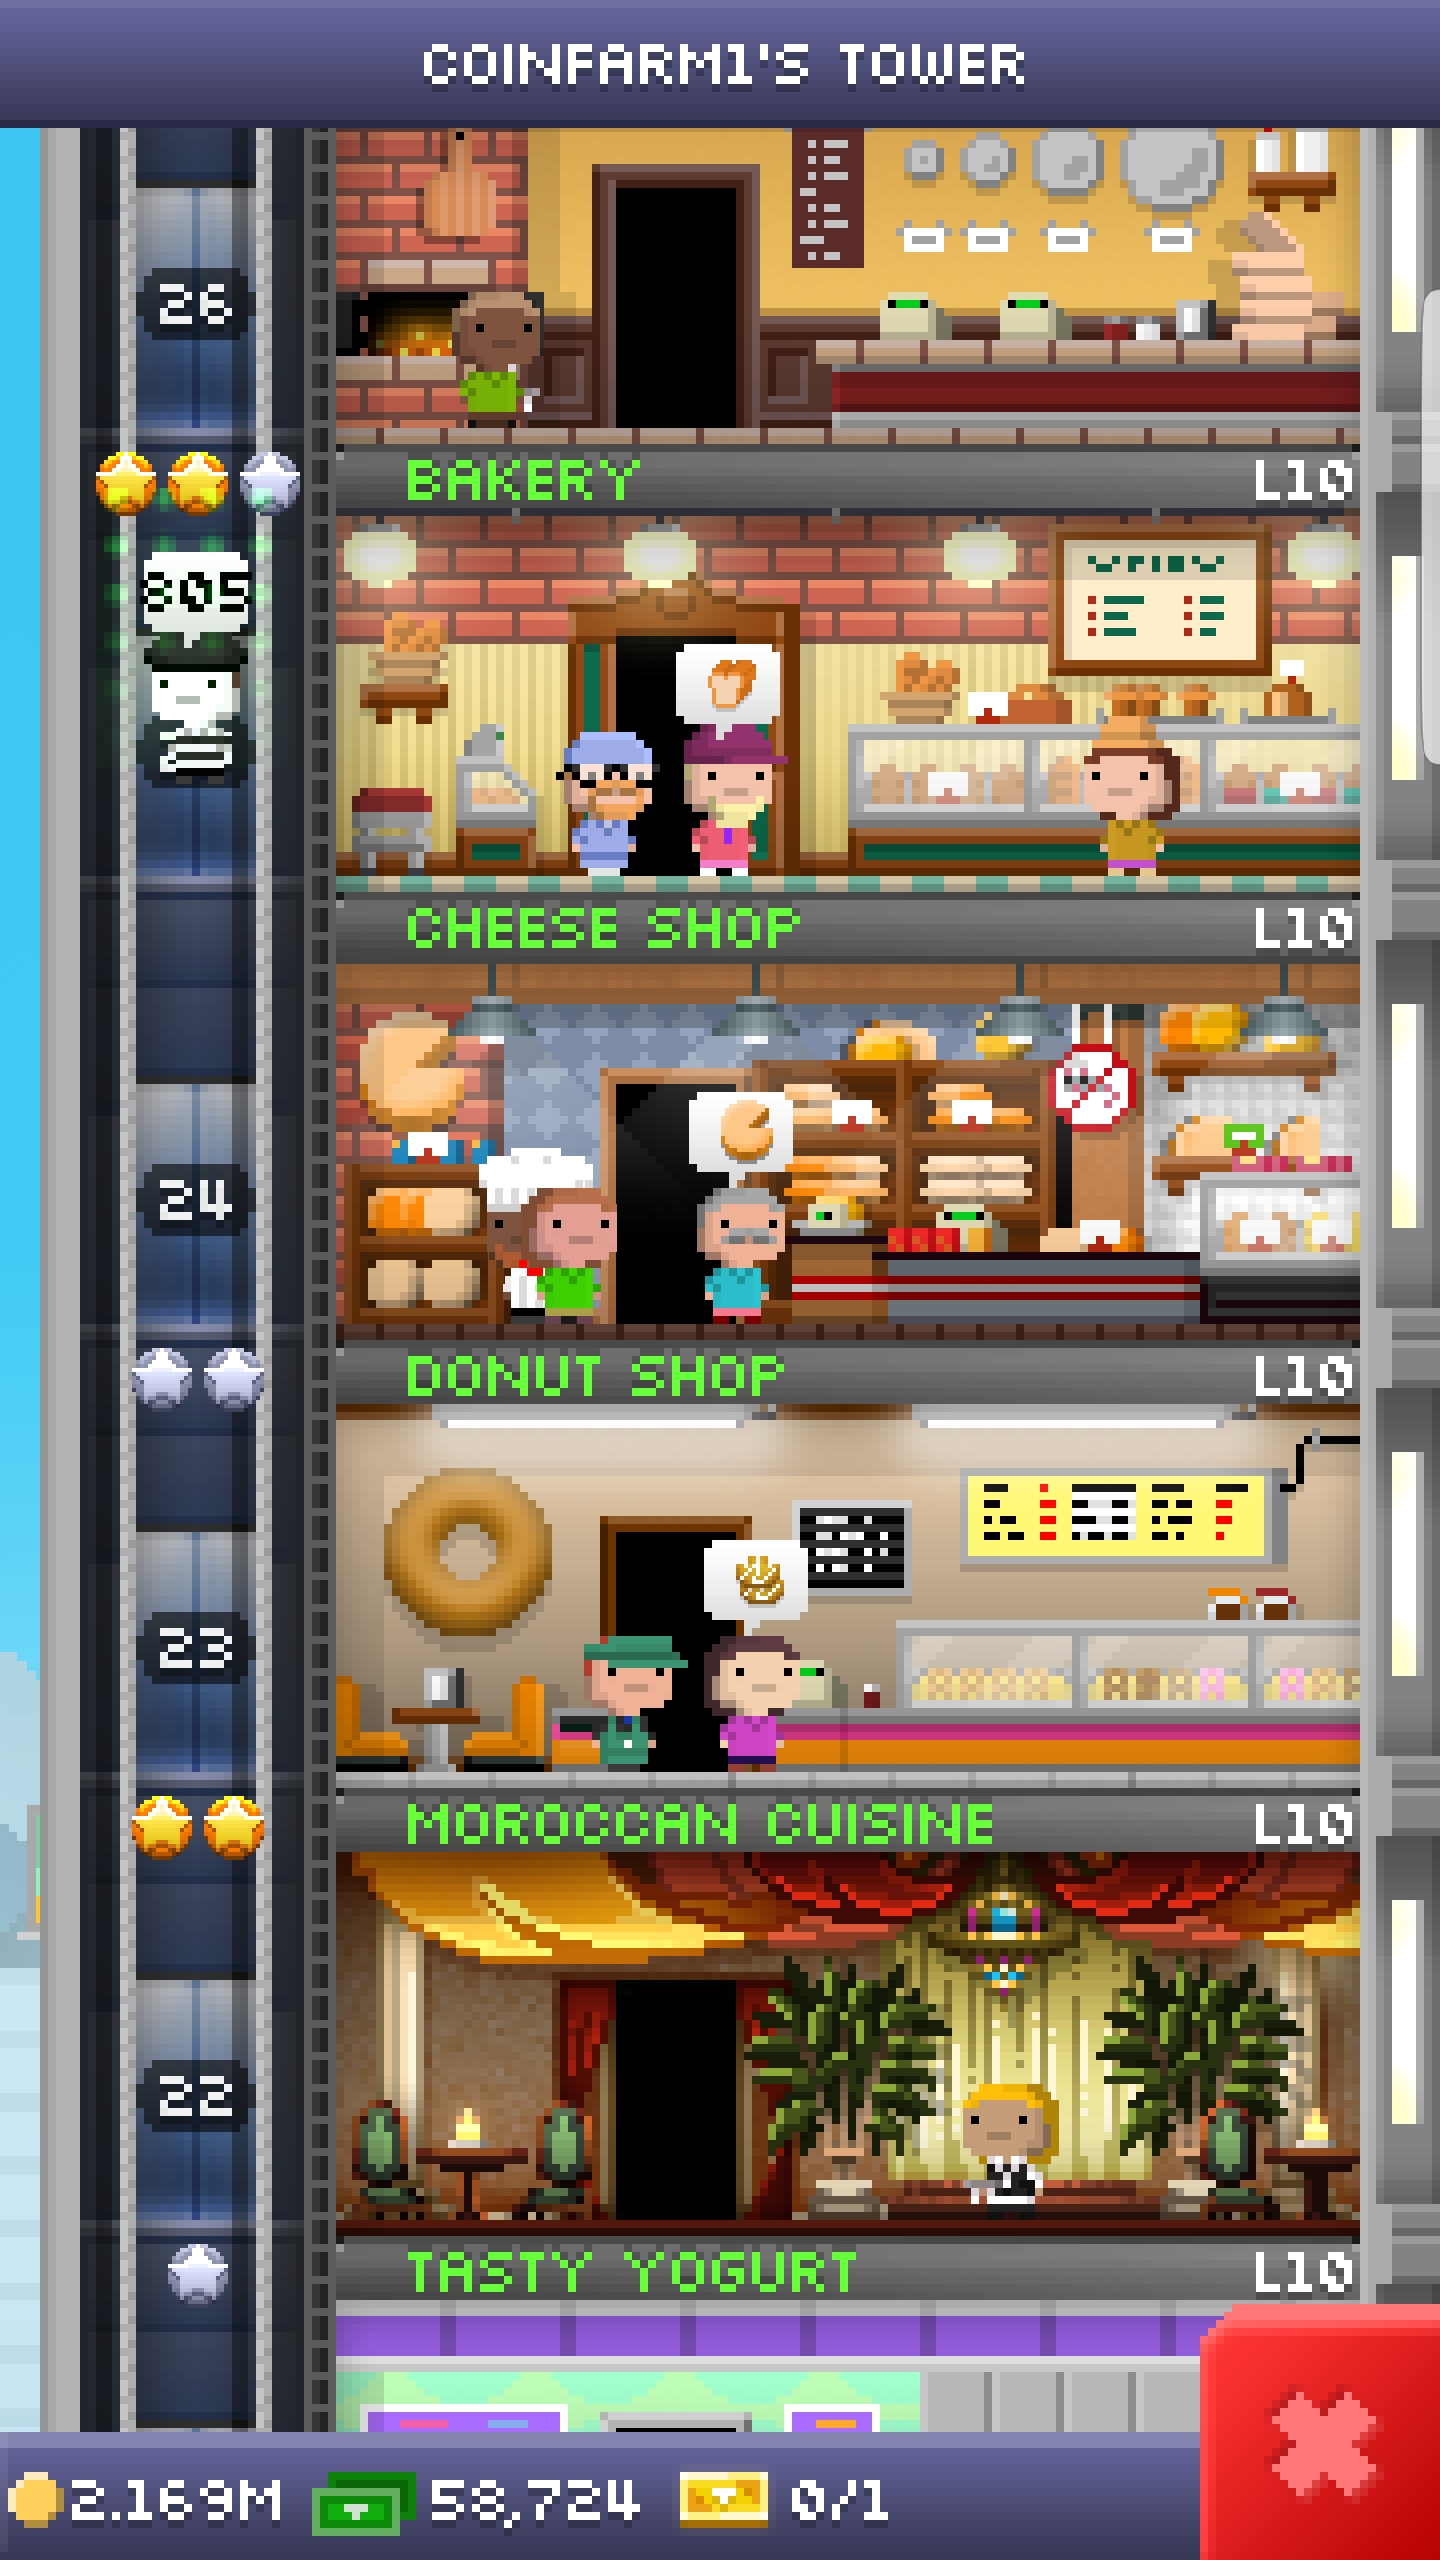 COINFARM1'S TOWER
26
BAKERY L10
805
CHEESE SHOP L10
24
DONUT SHOP L10
23
MOROCCAN CUISINE L10
22
TASTY YOGURT L10
2.169M 58,724 0/1